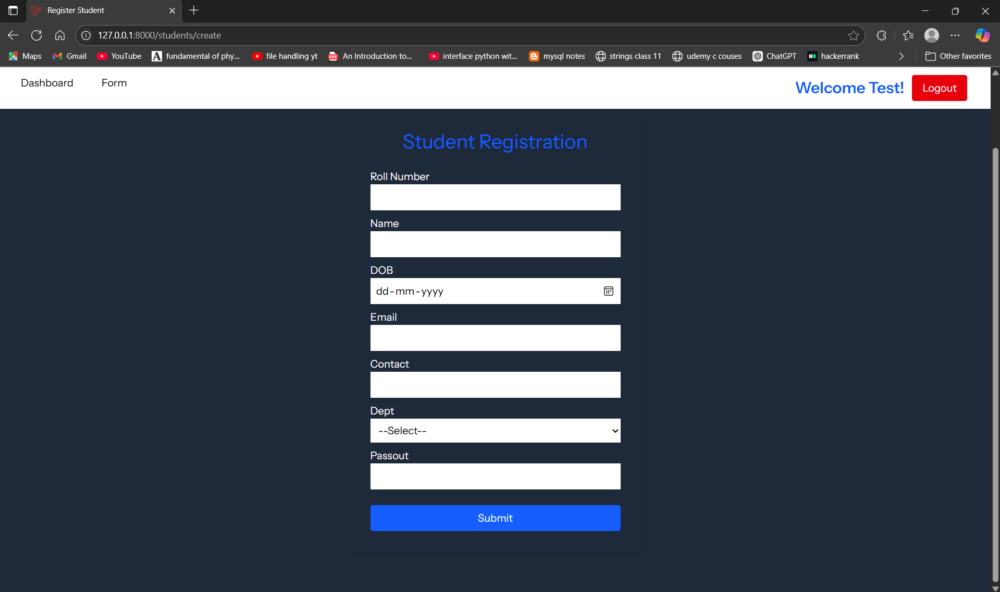 Register Student
127.0.0.1:8000/students/create
Maps Gmail YouTube fundamental of phy... file handling yt An Introduction to... interface python wit... mysql notes strings class 11 udemy c couses ChatGPT hackerrank Other favorites
Dashboard Form Welcome Test! Logout
Student Registration
Roll Number
Name
DOB
dd-mm-yyyy
Email
Contact
Dept
--Select--
Passout
Submit